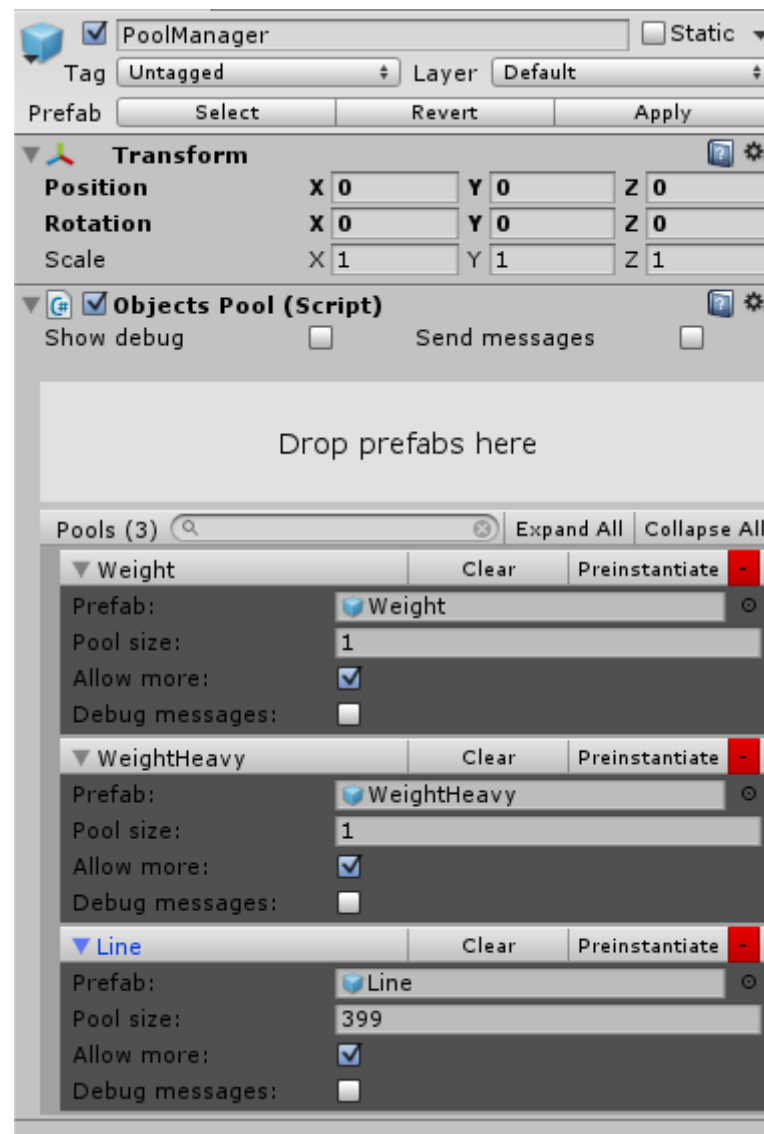 PoolManager Static
Tag Untagged Layer Default
Prefab Select Revert Apply
Transform
Position X 0 Y 0 Z 0
Rotation X 0 Y 0 Z 0
Scale X 1 Y 1 Z 1
Objects Pool (Script)
Show debug Send messages
Drop prefabs here
Pools (3) Expand All Collapse All
Weight Clear Preinstantiate -
Prefab: Weight
Pool size: 1
Allow more:
Debug messages:
WeightHeavy Clear Preinstantiate -
Prefab: WeightHeavy
Pool size: 1
Allow more:
Debug messages:
Line Clear Preinstantiate -
Prefab: Line
Pool size: 399
Allow more:
Debug messages: